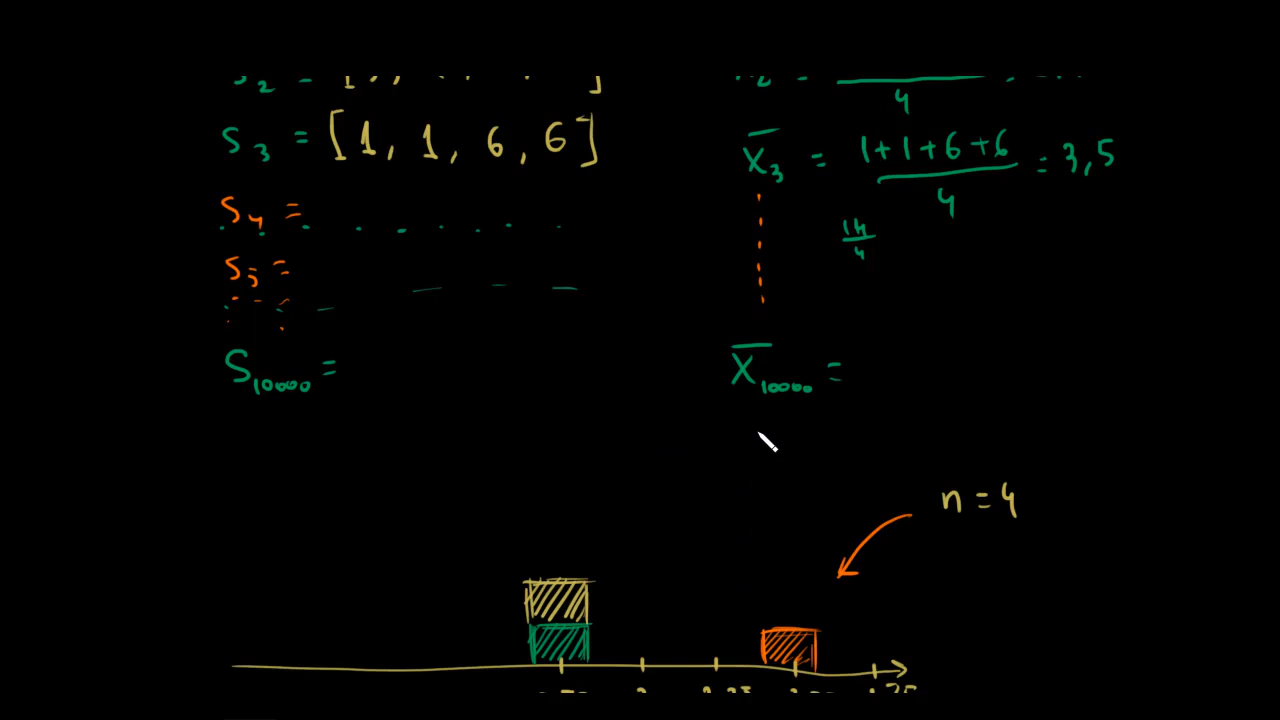 S₃ = [1, 1, 6, 6]
X̄₃ = (1+1+6+6)/4 = 3,5
S₄ =
14/4
S₅ =
S₁₀₀₀₀ =
X̄₁₀₀₀₀ =
n = 4